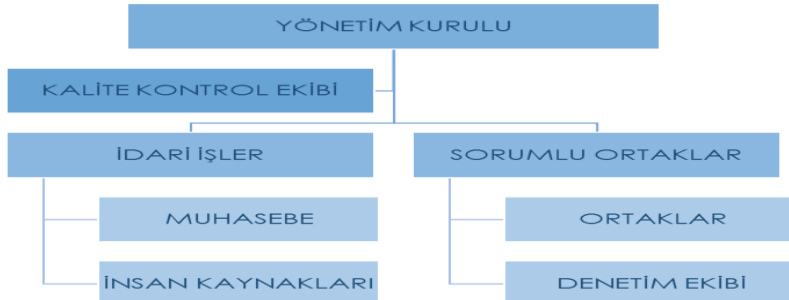 YÖNETİM KURULU
KALİTE KONTROL EKİBİ
İDARİ İŞLER
SORUMLU ORTAKLAR
MUHASEBE
ORTAKLAR
İNSAN KAYNAKLARI
DENETİM EKİBİ